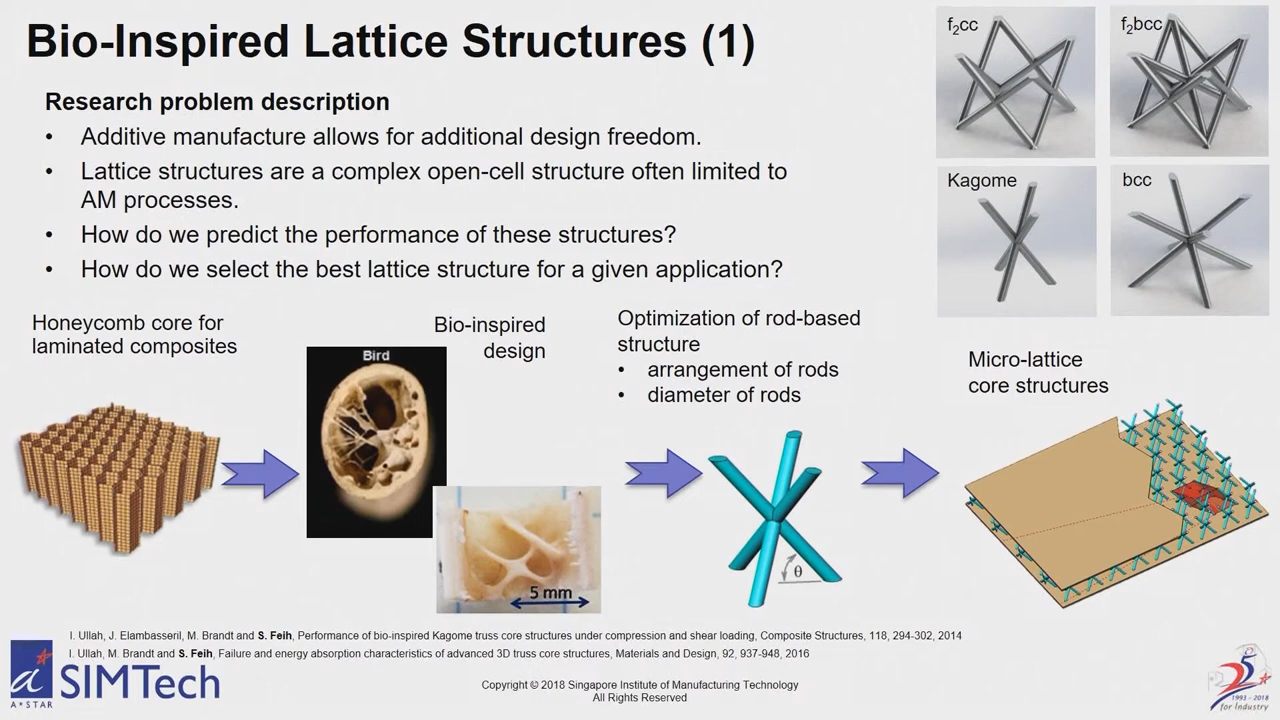 Bio-Inspired Lattice Structures (1)
Research problem description
• Additive manufacture allows for additional design freedom.
• Lattice structures are a complex open-cell structure often limited to
AM processes.
• How do we predict the performance of these structures?
• How do we select the best lattice structure for a given application?
f₂cc
f₂bcc
Kagome
bcc
Honeycomb core for
laminated composites
Bio-inspired
design
Bird
5 mm
Optimization of rod-based
structure
• arrangement of rods
• diameter of rods
θ
Micro-lattice
core structures
I. Ullah, J. Elambasseril, M. Brandt and S. Feih, Performance of bio-inspired Kagome truss core structures under compression and shear loading, Composite Structures, 118, 294-302, 2014
I. Ullah, M. Brandt and S. Feih, Failure and energy absorption characteristics of advanced 3D truss core structures, Materials and Design, 92, 937-948, 2016
a
A★STAR
SIMTech
Copyright © 2018 Singapore Institute of Manufacturing Technology
All Rights Reserved
25
1993 - 2018
for Industry